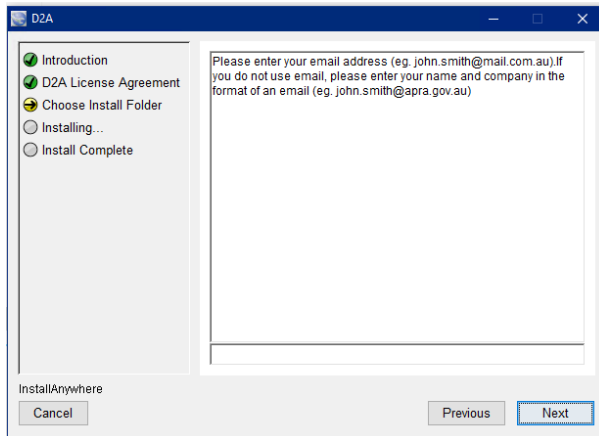 D2A
Introduction
D2A License Agreement
Choose Install Folder
Installing...
Install Complete
Please enter your email address (eg. john.smith@mail.com.au).If
you do not use email, please enter your name and company in the
format of an email (eg. john.smith@apra.gov.au)
InstallAnywhere
Cancel
Previous
Next